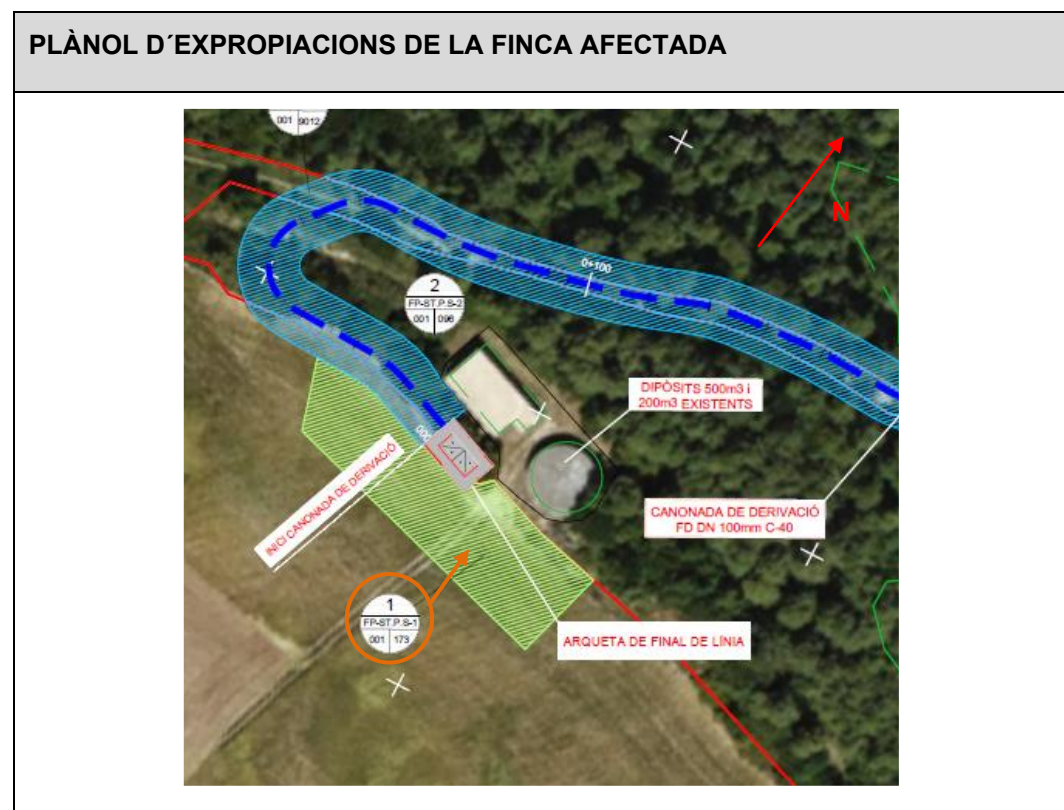 PLÀNOL D´EXPROPIACIONS DE LA FINCA AFECTADA
001 9012
N
0+100
2
FP-ST.P.S-2
001 096
DIPÒSITS 500m3 i
200m3 EXISTENTS
000
INICI CANONADA DE DERIVACIÓ
CANONADA DE DERIVACIÓ
FD DN 100mm C-40
1
FP-ST.P.S-1
001 173
ARQUETA DE FINAL DE LÍNIA